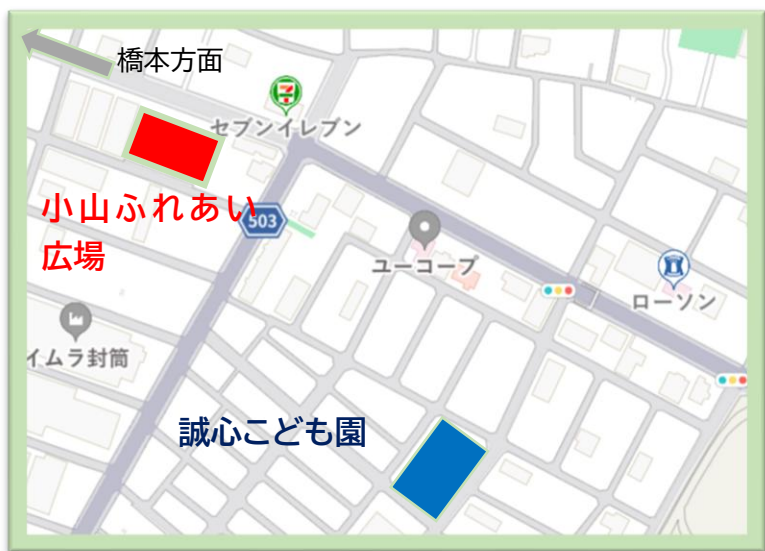 橋本方面
セブンイレブン
小山ふれあい
広場
503
ユーコープ
ローソン
イムラ封筒
誠心こども園